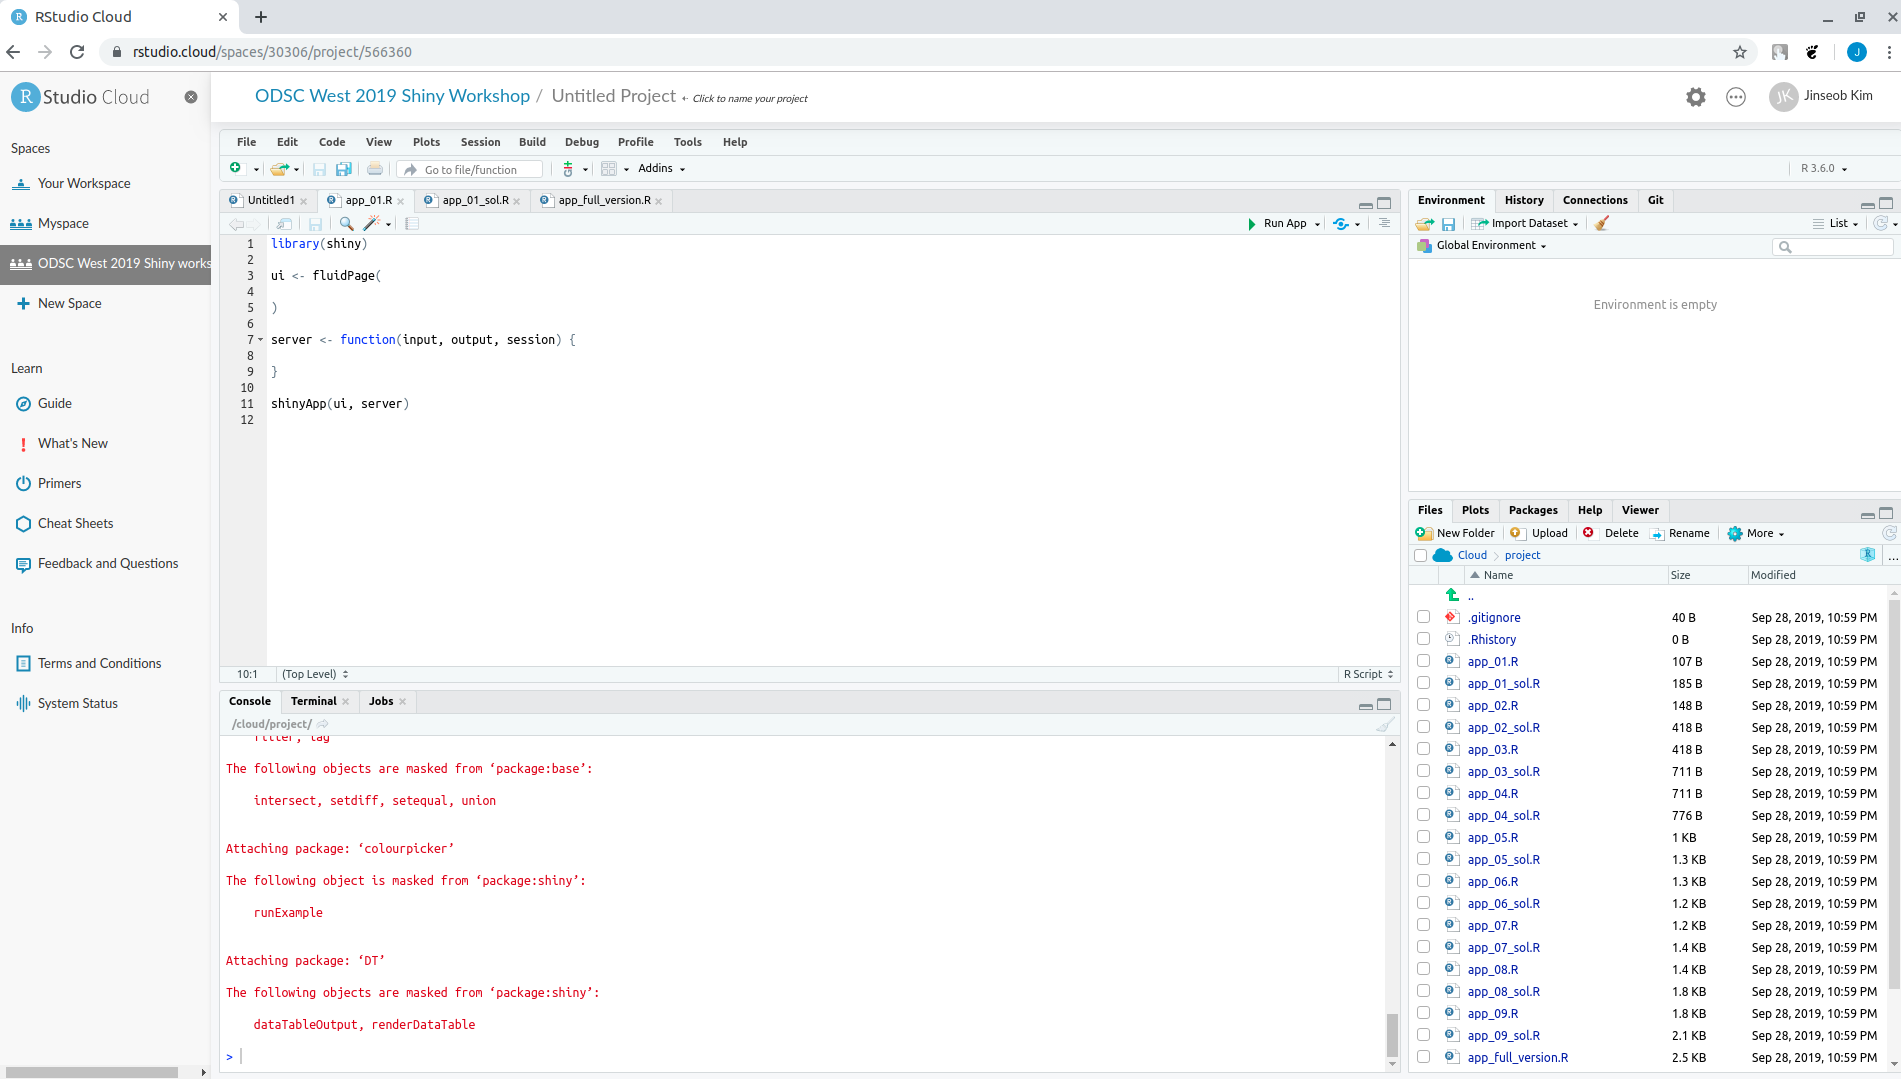 RStudio Cloud
rstudio.cloud/spaces/30306/project/566360
J
R Studio Cloud
ODSC West 2019 Shiny Workshop / Untitled Project ← Click to name your project
JK Jinseob Kim
Spaces
Your Workspace
Myspace
ODSC West 2019 Shiny works
New Space
Learn
Guide
What's New
Primers
Cheat Sheets
Feedback and Questions
Info
Terms and Conditions
System Status
File Edit Code View Plots Session Build Debug Profile Tools Help
Go to file/function Addins R 3.6.0
Untitled1 app_01.R app_01_sol.R app_full_version.R
Run App
1 library(shiny)
2
3 ui <- fluidPage(
4
5 )
6
7 server <- function(input, output, session) {
8
9 }
10
11 shinyApp(ui, server)
12
10:1 (Top Level) R Script
Console Terminal Jobs
/cloud/project/
filter, lag
The following objects are masked from ‘package:base’:
intersect, setdiff, setequal, union
Attaching package: ‘colourpicker’
The following object is masked from ‘package:shiny’:
runExample
Attaching package: ‘DT’
The following objects are masked from ‘package:shiny’:
dataTableOutput, renderDataTable
>
Environment History Connections Git
Import Dataset List
Global Environment
Environment is empty
Files Plots Packages Help Viewer
New Folder Upload Delete Rename More
Cloud project ...
Name Size Modified
..
.gitignore 40 B Sep 28, 2019, 10:59 PM
.Rhistory 0 B Sep 28, 2019, 10:59 PM
app_01.R 107 B Sep 28, 2019, 10:59 PM
app_01_sol.R 185 B Sep 28, 2019, 10:59 PM
app_02.R 148 B Sep 28, 2019, 10:59 PM
app_02_sol.R 418 B Sep 28, 2019, 10:59 PM
app_03.R 418 B Sep 28, 2019, 10:59 PM
app_03_sol.R 711 B Sep 28, 2019, 10:59 PM
app_04.R 711 B Sep 28, 2019, 10:59 PM
app_04_sol.R 776 B Sep 28, 2019, 10:59 PM
app_05.R 1 KB Sep 28, 2019, 10:59 PM
app_05_sol.R 1.3 KB Sep 28, 2019, 10:59 PM
app_06.R 1.3 KB Sep 28, 2019, 10:59 PM
app_06_sol.R 1.2 KB Sep 28, 2019, 10:59 PM
app_07.R 1.2 KB Sep 28, 2019, 10:59 PM
app_07_sol.R 1.4 KB Sep 28, 2019, 10:59 PM
app_08.R 1.4 KB Sep 28, 2019, 10:59 PM
app_08_sol.R 1.8 KB Sep 28, 2019, 10:59 PM
app_09.R 1.8 KB Sep 28, 2019, 10:59 PM
app_09_sol.R 2.1 KB Sep 28, 2019, 10:59 PM
app_full_version.R 2.5 KB Sep 28, 2019, 10:59 PM